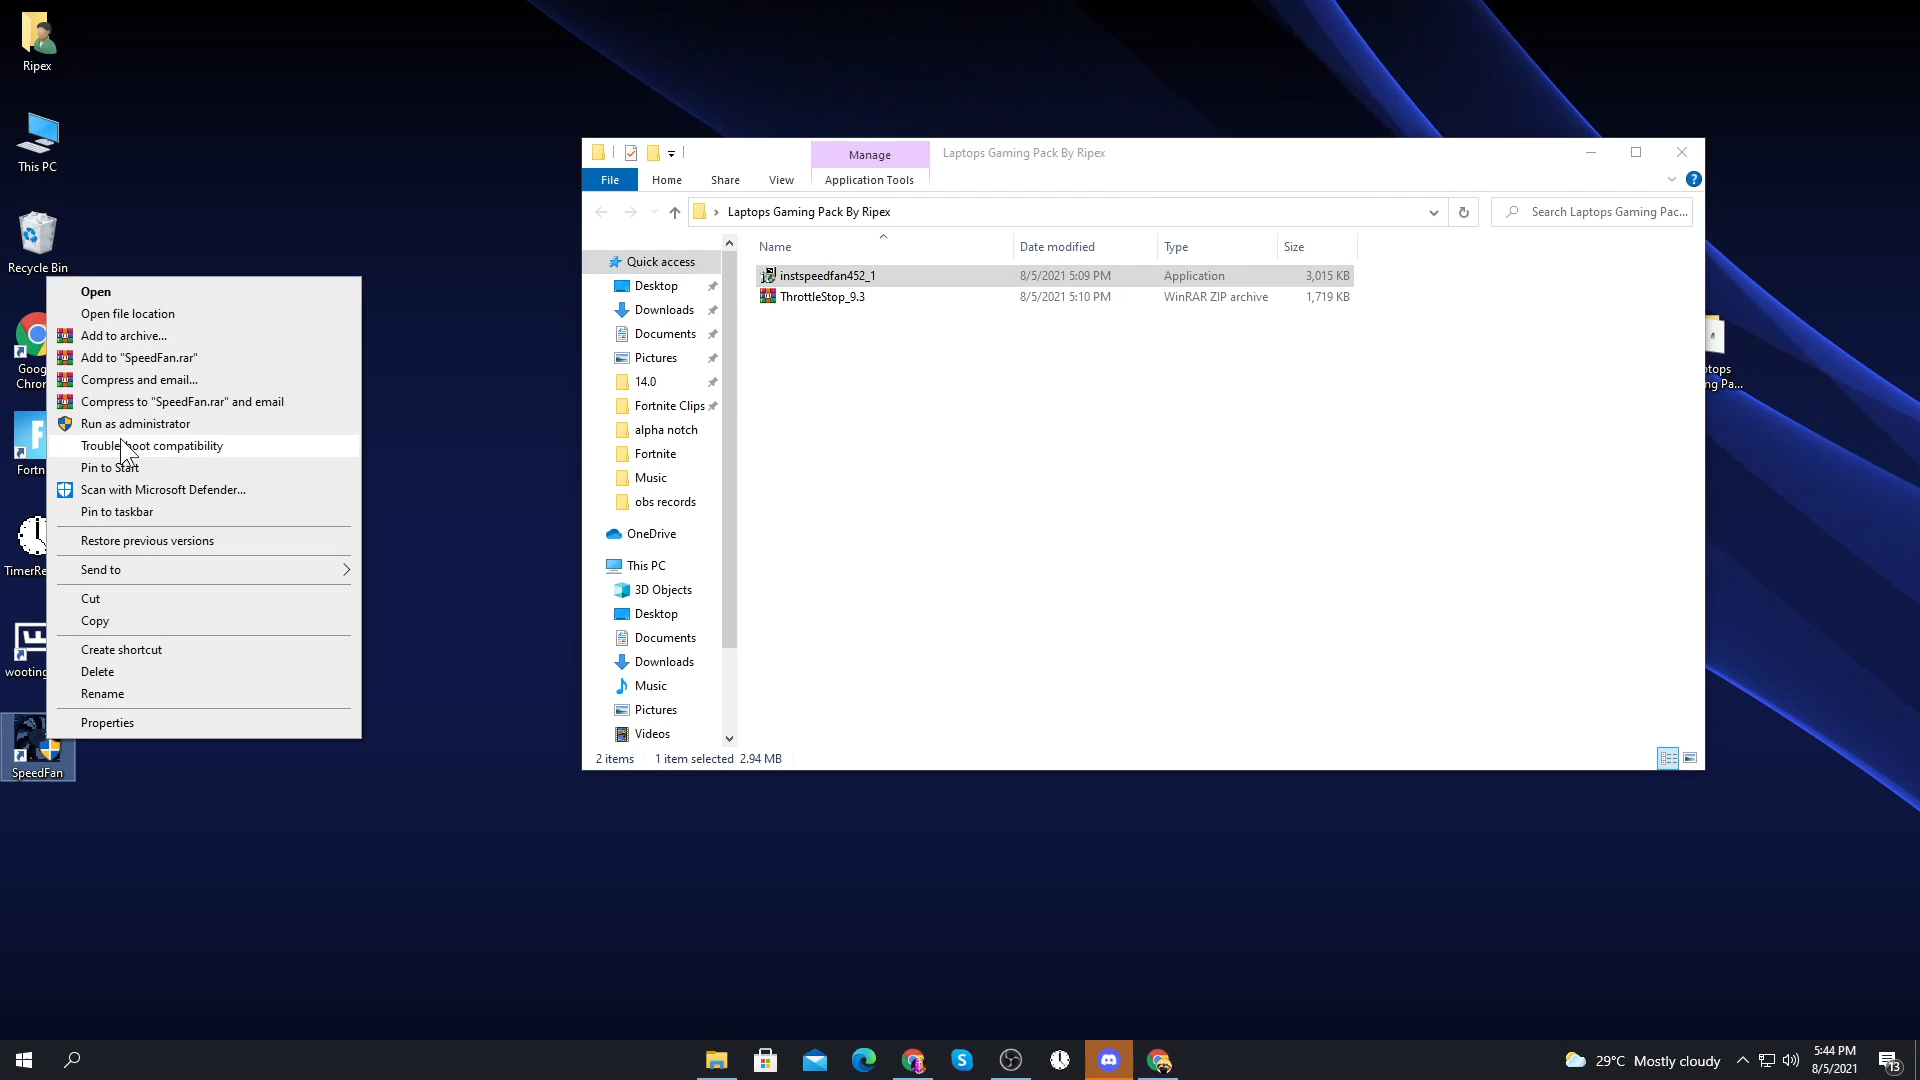 Ripex
This PC
Recycle Bin
Goog
Chron
Fortn
TimerRe
wooting
SpeedFan
Open
Open file location
Add to archive...
Add to "SpeedFan.rar"
Compress and email...
Compress to "SpeedFan.rar" and email
Run as administrator
Troubleshoot compatibility
Pin to Start
Scan with Microsoft Defender...
Pin to taskbar
Restore previous versions
Send to
Cut
Copy
Create shortcut
Delete
Rename
Properties
Manage
Laptops Gaming Pack By Ripex
File
Home
Share
View
Application Tools
Laptops Gaming Pack By Ripex
Search Laptops Gaming Pac...
Name
Date modified
Type
Size
instspeedfan452_1
8/5/2021 5:09 PM
Application
3,015 KB
ThrottleStop_9.3
8/5/2021 5:10 PM
WinRAR ZIP archive
1,719 KB
Quick access
Desktop
Downloads
Documents
Pictures
14.0
Fortnite Clips
alpha notch
Fortnite
Music
obs records
OneDrive
This PC
3D Objects
Desktop
Documents
Downloads
Music
Pictures
Videos
2 items
1 item selected 2.94 MB
ptops
ng Pa...
29°C Mostly cloudy
5:44 PM
8/5/2021
13